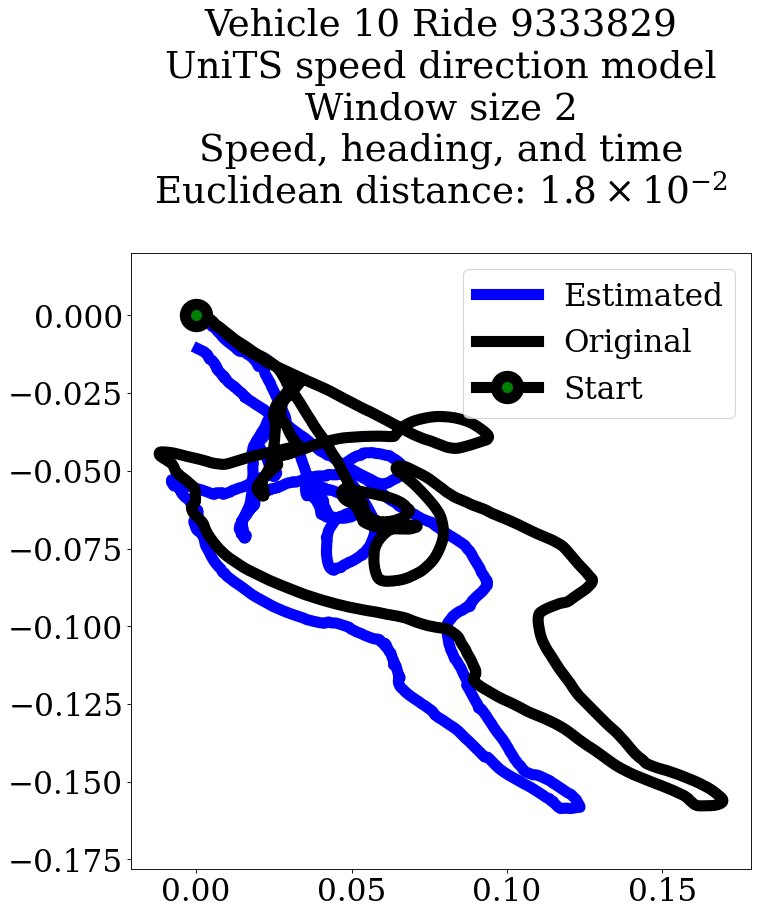 Vehicle 10 Ride 9333829
UniTS speed direction model
Window size 2
Speed, heading, and time
Euclidean distance: 1.8 × 10⁻²
Estimated
Original
Start
0.000
−0.025
−0.050
−0.075
−0.100
−0.125
−0.150
−0.175
0.00 0.05 0.10 0.15